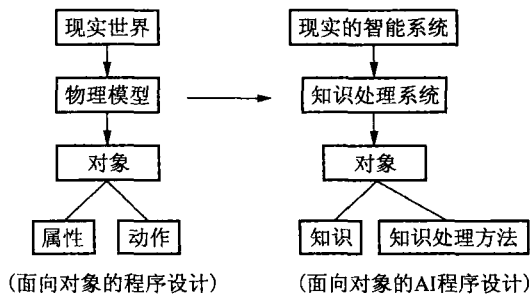 现实世界
现实的智能系统
物理模型
知识处理系统
对象
对象
属性
动作
知识
知识处理方法
(面向对象的程序设计)
(面向对象的AI程序设计)